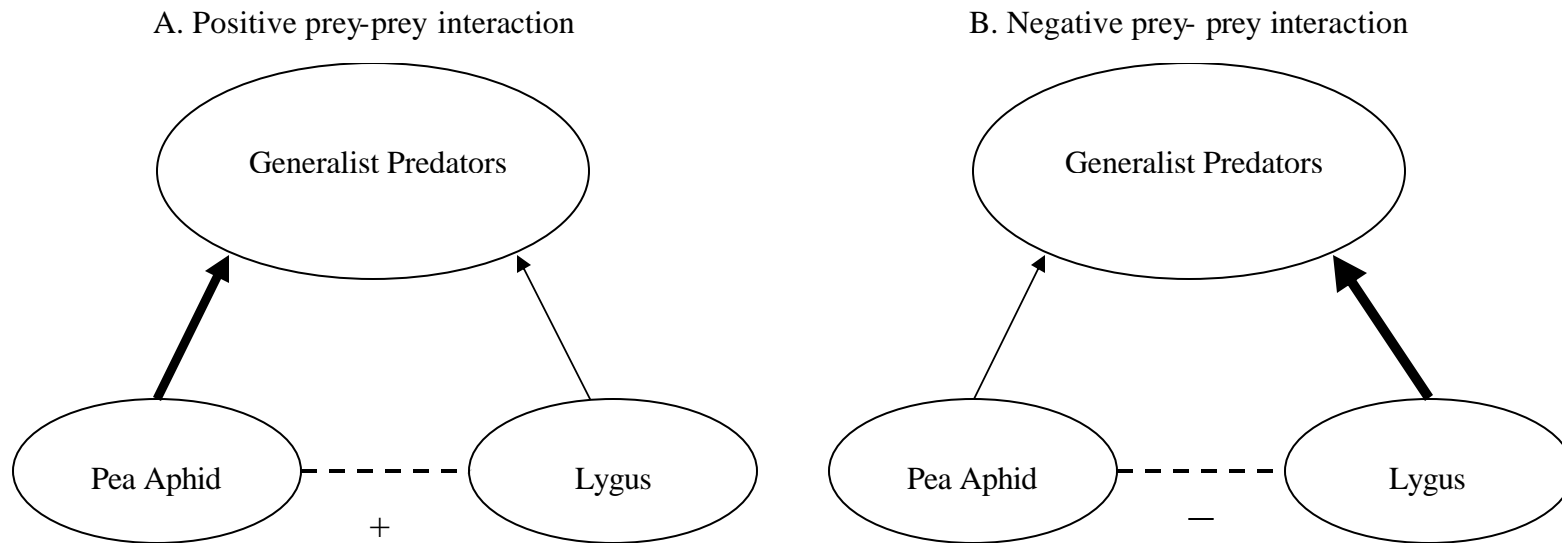 A. Positive prey-prey interaction
Generalist Predators
Pea Aphid
Lygus
+
B. Negative prey- prey interaction
Generalist Predators
Pea Aphid
Lygus
–